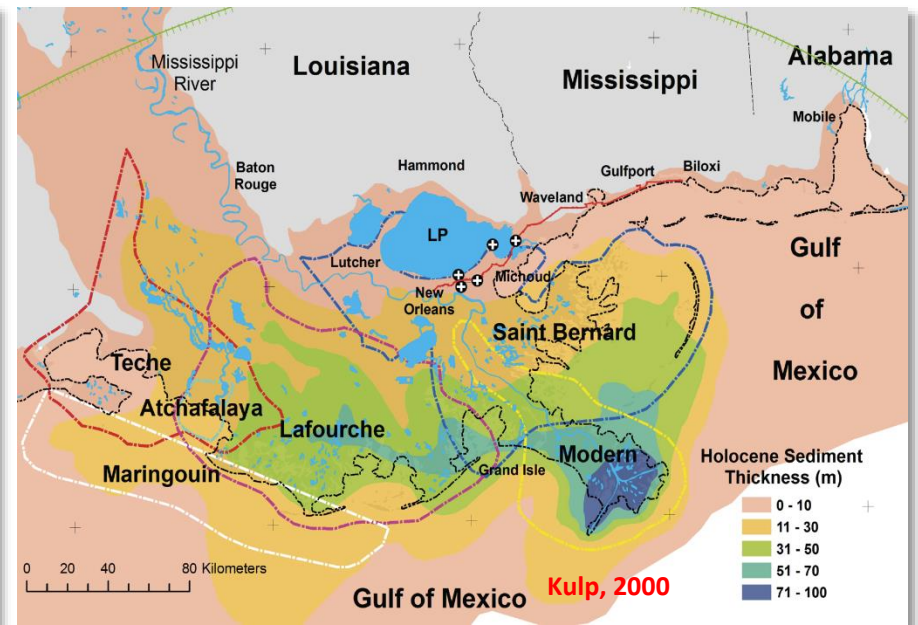 Mississippi
River
Louisiana
Mississippi
Alabama
Mobile
Baton
Rouge
Hammond
Gulfport
Biloxi
Waveland
LP
Lutcher
Michoud
New
Orleans
Gulf
of
Mexico
Saint Bernard
Teche
Atchafalaya
Lafourche
Maringouin
Grand Isle
Modern
Holocene Sediment
Thickness (m)
0 - 10
11 - 30
31 - 50
51 - 70
71 - 100
0 20 40 80 Kilometers
Kulp, 2000
Gulf of Mexico